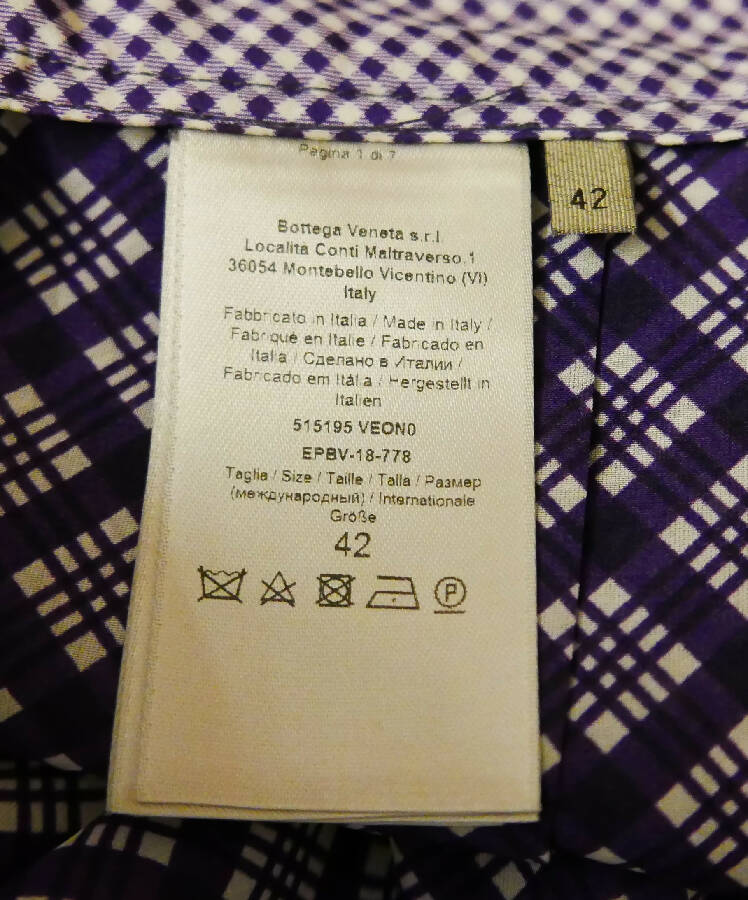 Pagina 1 di 7
42
Bottega Veneta s.r.l.
Localita Conti Maltraverso,1
36054 Montebello Vicentino (VI)
Italy
Fabbricato in Italia / Made in Italy /
Fabriqué en Italie / Fabricado en
Italia / Сделано в Италии /
Fabricado em Itália / Hergestellt in
Italien
515195 VEON0
EPBV-18-778
Taglia / Size / Taille / Talla / Размер
(международный) / Internationale
Größe
42
P